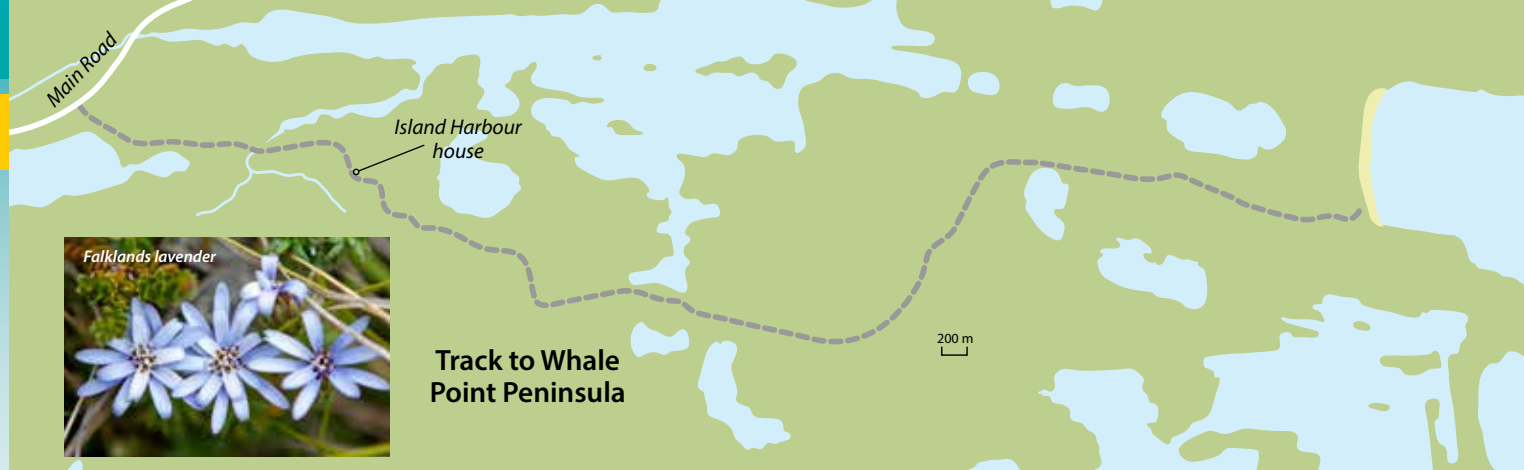 Main Road
Island Harbour
house
Falklands lavender
200 m
Track to Whale
Point Peninsula